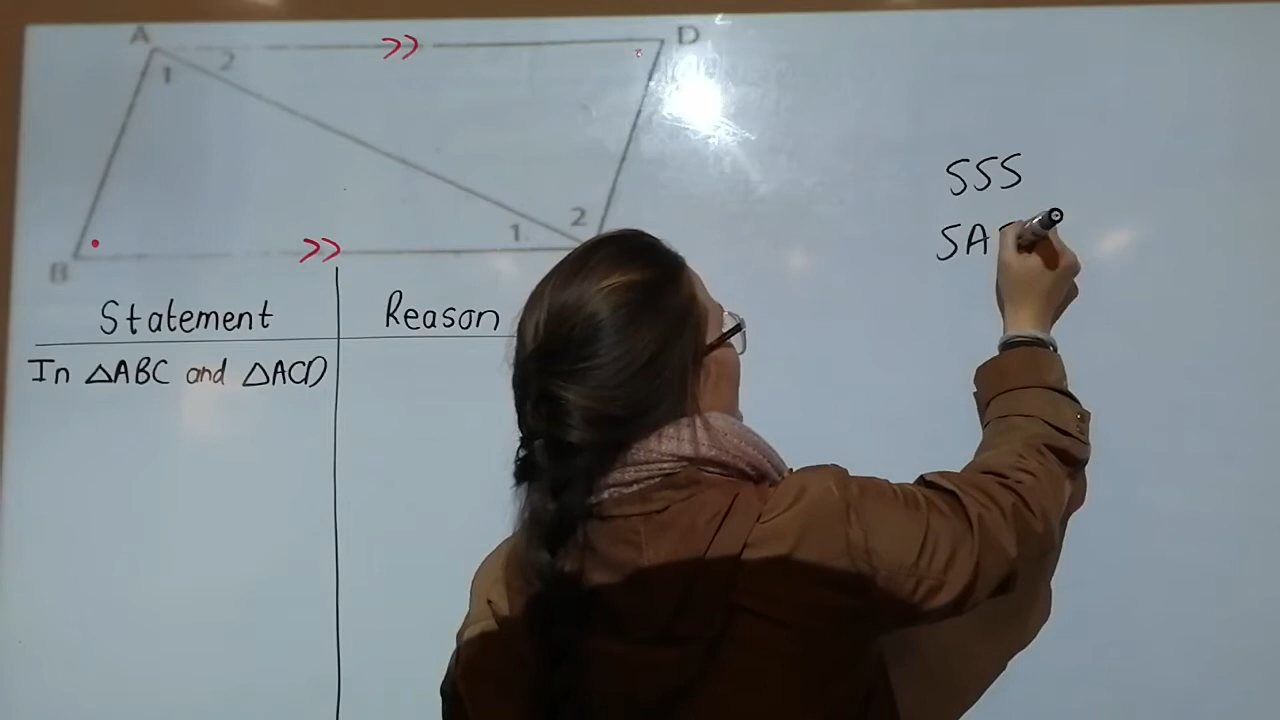 A
D
1 2
2
1
B
SSS
SA
Statement Reason
In △ABC and △ACD